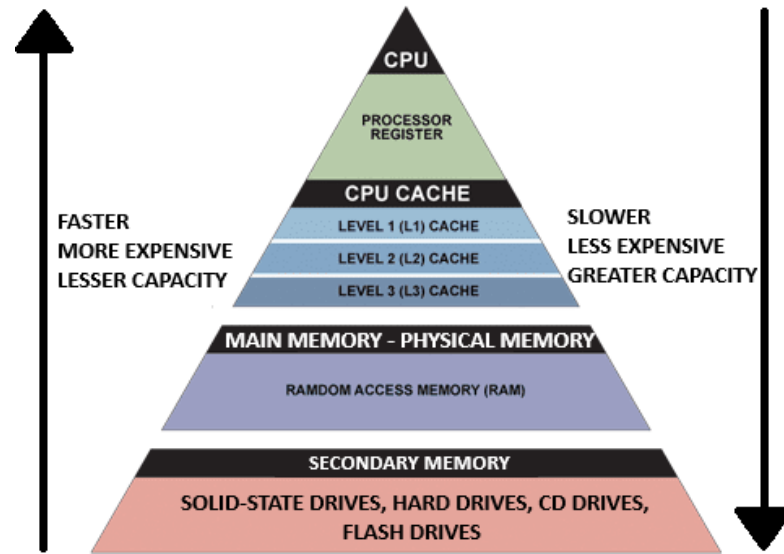 CPU
PROCESSOR
REGISTER
CPU CACHE
LEVEL 1 (L1) CACHE
LEVEL 2 (L2) CACHE
LEVEL 3 (L3) CACHE
FASTER
MORE EXPENSIVE
LESSER CAPACITY
SLOWER
LESS EXPENSIVE
GREATER CAPACITY
MAIN MEMORY - PHYSICAL MEMORY
RAMDOM ACCESS MEMORY (RAM)
SECONDARY MEMORY
SOLID-STATE DRIVES, HARD DRIVES, CD DRIVES,
FLASH DRIVES